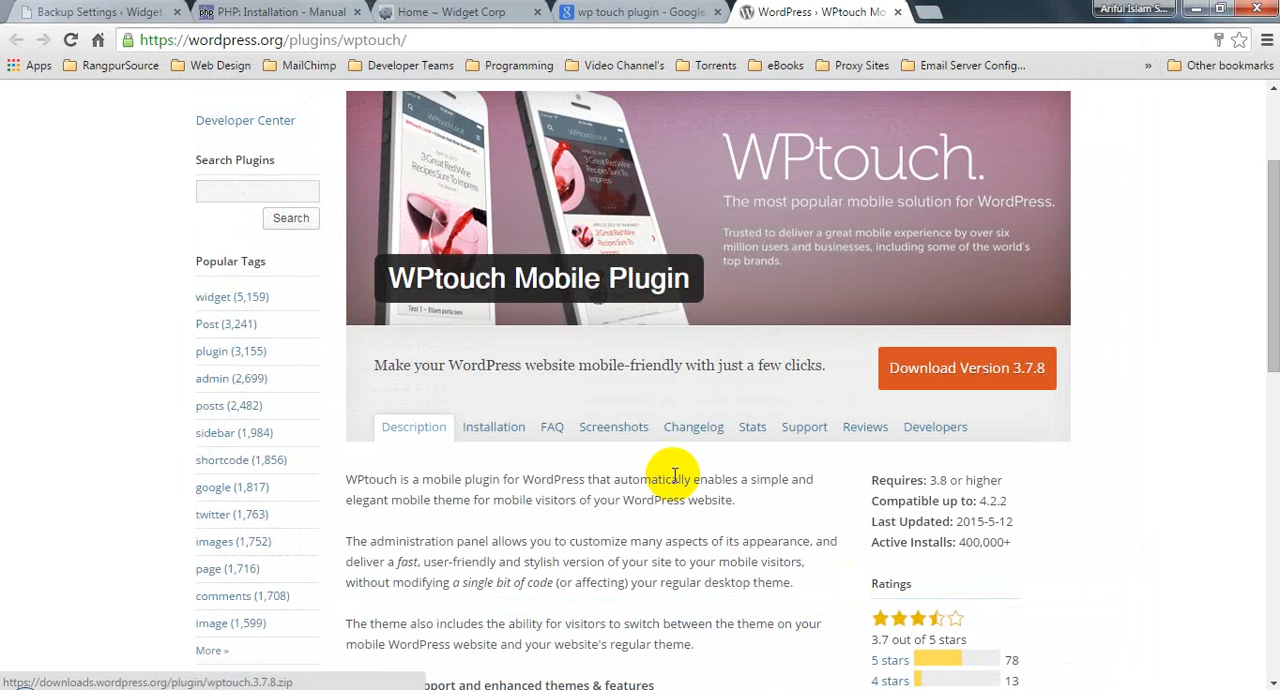 Backup Settings ‹ Widget
PHP: Installation - Manual
Home ~ Widget Corp
wp touch plugin - Google
WordPress › WPtouch Mo
Ariful Islam S...
https://wordpress.org/plugins/wptouch/
Apps
RangpurSource
Web Design
MailChimp
Developer Teams
Programming
Video Channel's
Torrents
eBooks
Proxy Sites
Email Server Config...
»
Other bookmarks
Developer Center
Search Plugins
Search
Popular Tags
widget (5,159)
Post (3,241)
plugin (3,155)
admin (2,699)
posts (2,482)
sidebar (1,984)
shortcode (1,856)
google (1,817)
twitter (1,763)
images (1,752)
page (1,716)
comments (1,708)
image (1,599)
More »
3 Great Red Wine
Recipes Sure To
Impress
Test 1 – Etiam porta sem
WPtouch.
The most popular mobile solution for WordPress.
Trusted to deliver a great mobile experience by over six
million users and businesses, including some of the world's
top brands.
WPtouch Mobile Plugin
Make your WordPress website mobile-friendly with just a few clicks.
Download Version 3.7.8
Description
Installation
FAQ
Screenshots
Changelog
Stats
Support
Reviews
Developers
WPtouch is a mobile plugin for WordPress that automatically enables a simple and
elegant mobile theme for mobile visitors of your WordPress website.
The administration panel allows you to customize many aspects of its appearance, and
deliver a fast, user-friendly and stylish version of your site to your mobile visitors,
without modifying a single bit of code (or affecting) your regular desktop theme.
The theme also includes the ability for visitors to switch between the theme on your
mobile WordPress website and your website's regular theme.
pport and enhanced themes & features
Requires: 3.8 or higher
Compatible up to: 4.2.2
Last Updated: 2015-5-12
Active Installs: 400,000+
Ratings
3.7 out of 5 stars
5 stars 78
4 stars 13
https://downloads.wordpress.org/plugin/wptouch.3.7.8.zip